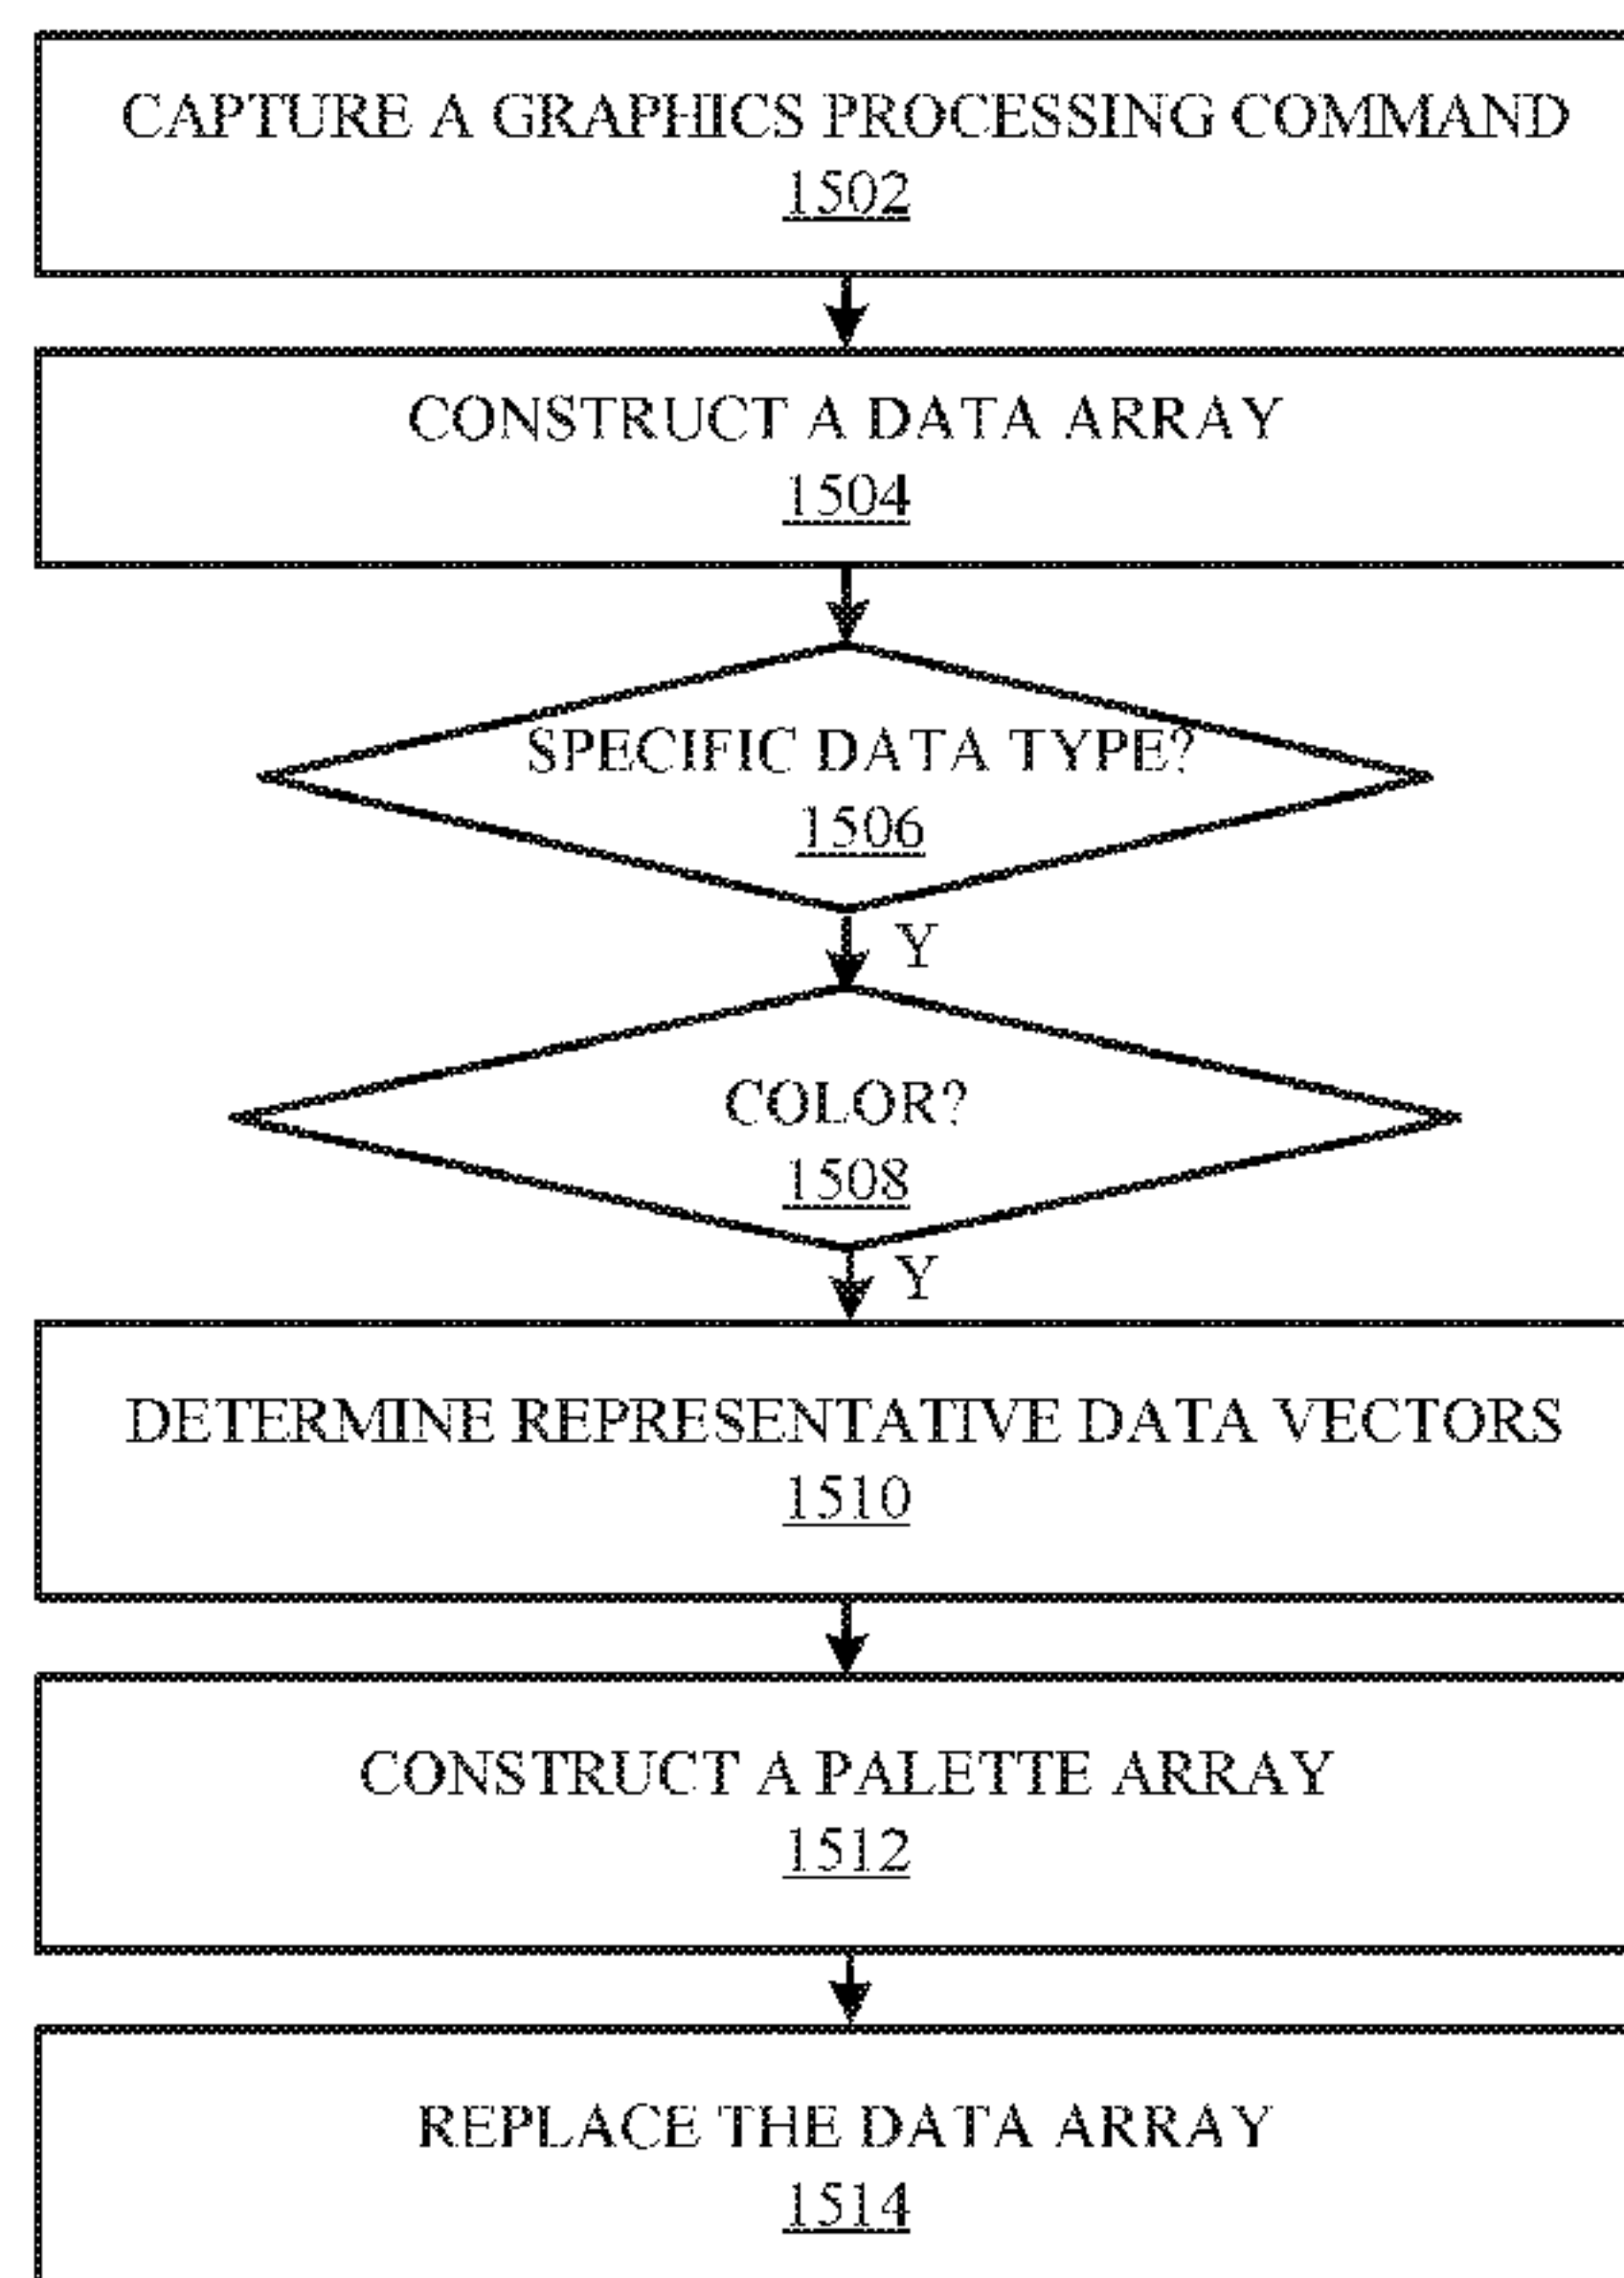 CAPTURE A GRAPHICS PROCESSING COMMAND
1502
CONSTRUCT A DATA ARRAY
1504
SPECIFIC DATA TYPE?
1506
Y
COLOR?
1508
Y
DETERMINE REPRESENTATIVE DATA VECTORS
1510
CONSTRUCT A PALETTE ARRAY
1512
REPLACE THE DATA ARRAY
1514